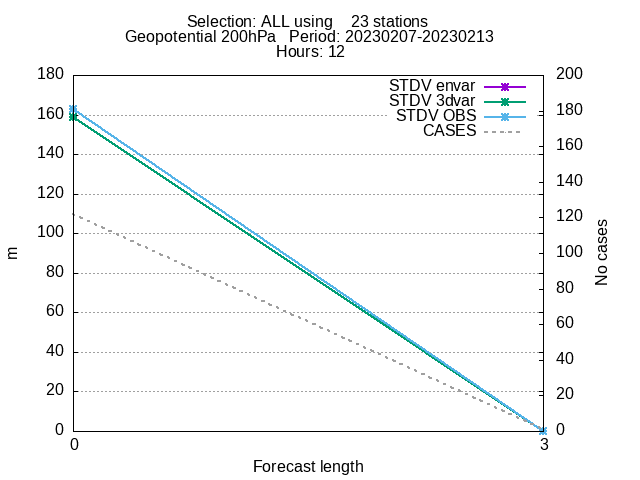 Selection: ALL using    23 stations
Geopotential 200hPa   Period: 20230207-20230213
Hours: 12
180 200
STDV envar
STDV 3dvar
160 180
STDV OBS
CASES
160
140 140
120 120
100 100
m
No cases
80 80
60 60
40 40
20 20
0 0
0 3
Forecast length